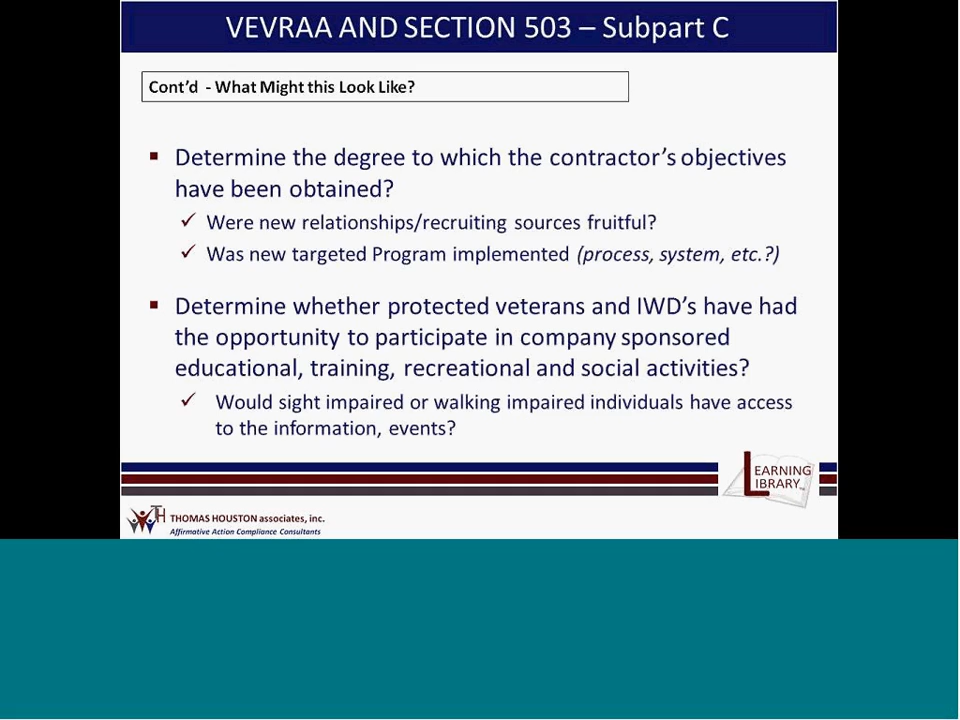 VEVRAA AND SECTION 503 – Subpart C
Cont'd - What Might this Look Like?
▪ Determine the degree to which the contractor's objectives
have been obtained?
✓ Were new relationships/recruiting sources fruitful?
✓ Was new targeted Program implemented (process, system, etc.?)
▪ Determine whether protected veterans and IWD's have had
the opportunity to participate in company sponsored
educational, training, recreational and social activities?
✓ Would sight impaired or walking impaired individuals have access
to the information, events?
LEARNING
LIBRARY
TH THOMAS HOUSTON associates, inc.
Affirmative Action Compliance Consultants